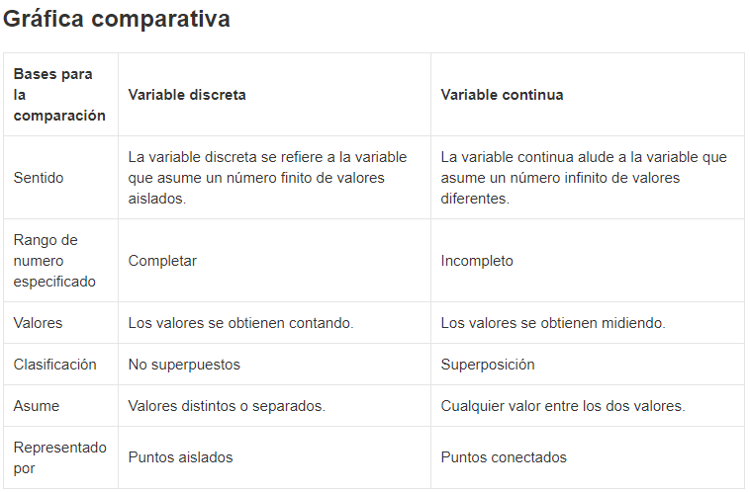 Gráfica comparativa
Bases para
la
comparación
Variable discreta
Variable continua
Sentido
La variable discreta se refiere a la variable
que asume un número finito de valores
aislados.
La variable continua alude a la variable que
asume un número infinito de valores
diferentes.
Rango de
numero
especificado
Completar
Incompleto
Valores
Los valores se obtienen contando.
Los valores se obtienen midiendo.
Clasificación
No superpuestos
Superposición
Asume
Valores distintos o separados.
Cualquier valor entre los dos valores.
Representado
por
Puntos aislados
Puntos conectados